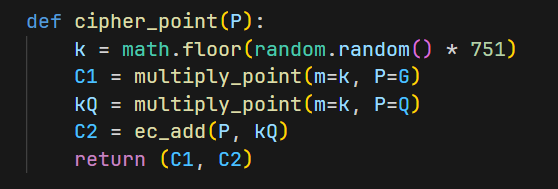 def cipher_point(P):
    k = math.floor(random.random() * 751)
    C1 = multiply_point(m=k, P=G)
    kQ = multiply_point(m=k, P=Q)
    C2 = ec_add(P, kQ)
    return (C1, C2)